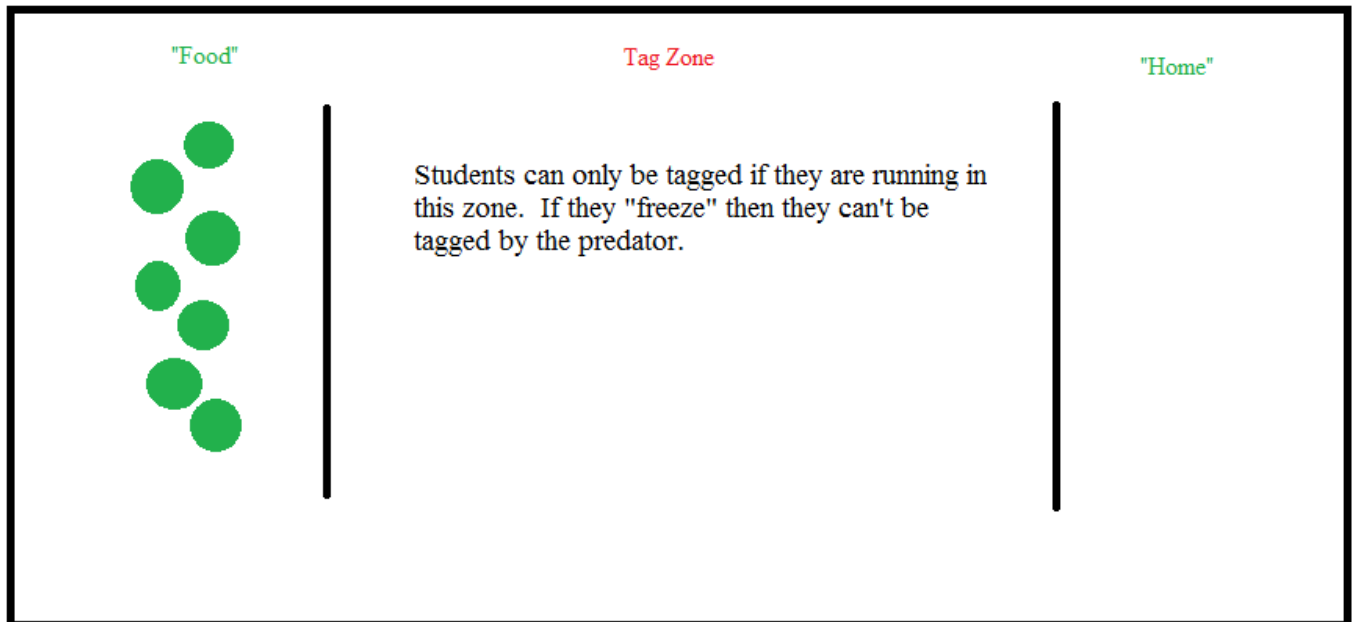 "Food"
Tag Zone
"Home"
Students can only be tagged if they are running in
this zone.  If they "freeze" then they can't be
tagged by the predator.